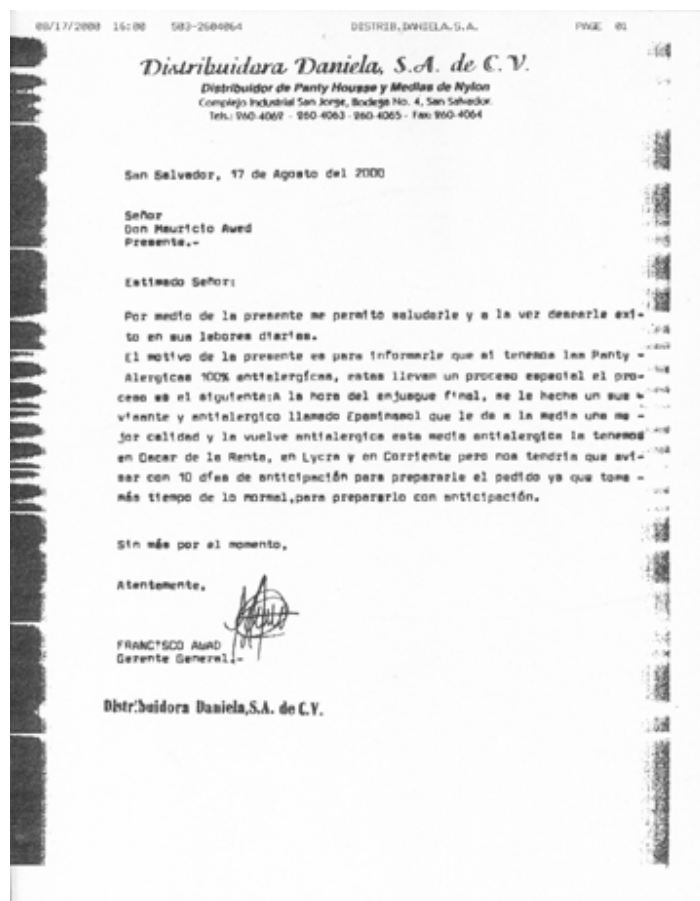 08/17/2000 16:00 503-2604064 DISTRIB.DANIELA,S.A. PAGE 01
Distribuidora Daniela, S.A. de C.V.
Distribuidor de Panty Housse y Medias de Nylon
Complejo Industrial San Jorge, Bodega No. 4, San Salvador.
Tels.: 260-4062 - 260-4063 - 260-4065 - Fax: 260-4064
San Salvador, 17 de Agosto del 2000
Señor
Don Mauricio Awad
Presente.-
Estimado Señor:
Por medio de la presente me permito saludarle y a la vez desearle exi-
to en sus labores diarias.
El motivo de la presente es para informarle que si tenemos las Panty -
Alergicas 100% antialergicas, estas llevan un proceso especial el pro-
ceso es el siguiente:A la hora del enjuague final, se le hecha un sua -
visante y antialergico llamado que le da a la media una me -
jor calidad y la vuelve antialergica esta media antialergica la tenemos
en Oscar de la Renta, en Lycra y en Corriente pero nos tendria que avi-
sar con 10 días de anticipación para prepararle el pedido ya que toma -
más tiempo de lo normal,para prepararlo con anticipación.
Sin más por el momento,
Atentamente,
FRANCISCO AWAD
Gerente General.-
Distribuidora Daniela,S.A. de C.V.